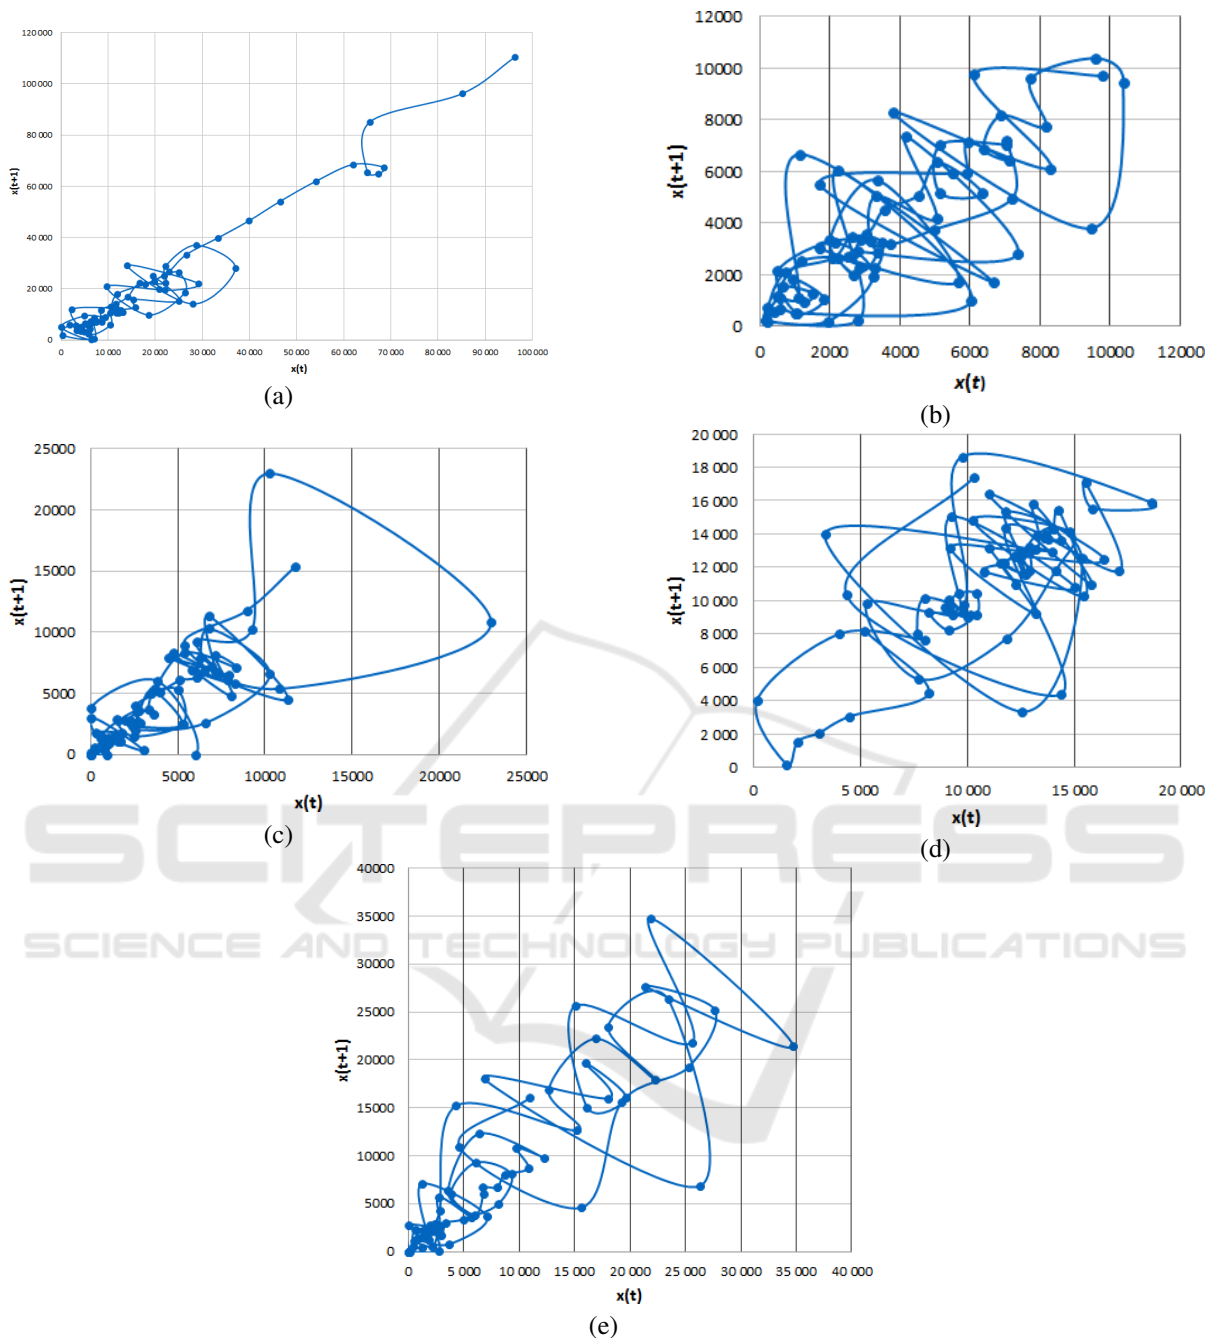 120 000
100 000
80 000
60 000
40 000
20 000
0
x(t+1)
0 10 000 20 000 30 000 40 000 50 000 60 000 70 000 80 000 90 000 100 000
x(t)
(a)
12000
10000
8000
6000
4000
2000
0
x(t+1)
0 2000 4000 6000 8000 10000 12000
x(t)
(b)
25000
20000
15000
10000
5000
0
x(t+1)
0 5000 10000 15000 20000 25000
x(t)
(c)
20 000
18 000
16 000
14 000
12 000
10 000
8 000
6 000
4 000
2 000
0
x(t+1)
0 5 000 10 000 15 000 20 000
x(t)
(d)
SCITEPRESS
SCIENCE AND TECHNOLOGY PUBLICATIONS
40000
35000
30000
25000
20000
15000
10000
5000
0
x(t+1)
0 5 000 10 000 15 000 20 000 25 000 30 000 35 000 40 000
x(t)
(e)